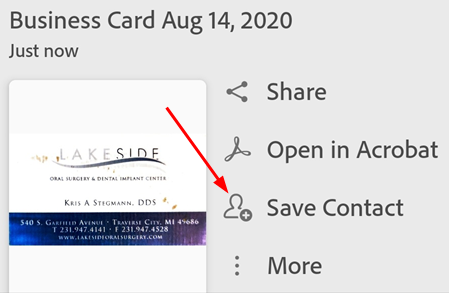 Business Card Aug 14, 2020
Just now
Share
LAKESIDE
ORAL SURGERY & DENTAL IMPLANT CENTER
Open in Acrobat
KRIS A STEGMANN, DDS
Save Contact
540 S. GARFIELD AVENUE • TRAVERSE CITY, MI 49686
T 231.947.4141 • F 231.947.4528
WWW.LAKESIDEORALSURGERY.COM
More